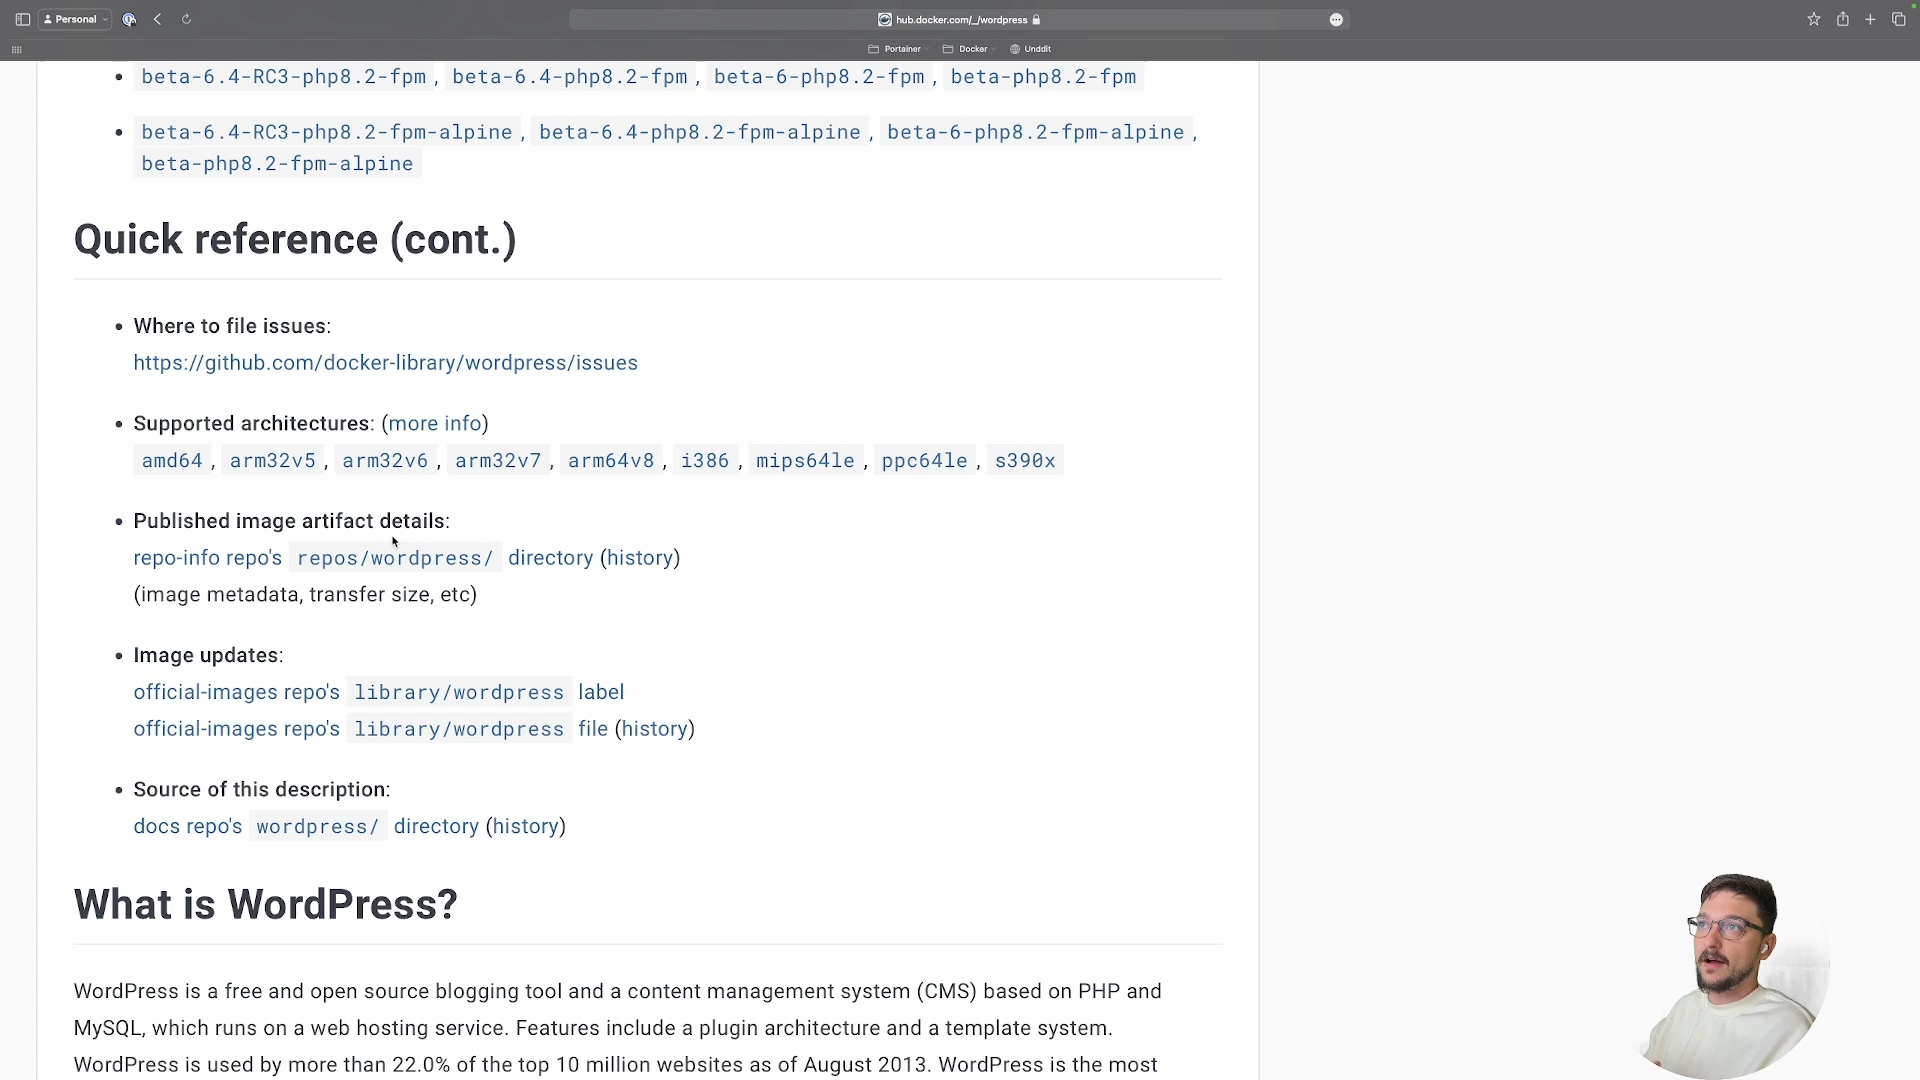 Personal
hub.docker.com/_/wordpress
Portainer Docker Unddit
beta-6.4-RC3-php8.2-fpm , beta-6.4-php8.2-fpm , beta-6-php8.2-fpm , beta-php8.2-fpm
beta-6.4-RC3-php8.2-fpm-alpine , beta-6.4-php8.2-fpm-alpine , beta-6-php8.2-fpm-alpine ,
beta-php8.2-fpm-alpine
Quick reference (cont.)
• Where to file issues:
https://github.com/docker-library/wordpress/issues
• Supported architectures: (more info)
amd64 , arm32v5 , arm32v6 , arm32v7 , arm64v8 , i386 , mips64le , ppc64le , s390x
• Published image artifact details:
repo-info repo's repos/wordpress/ directory (history)
(image metadata, transfer size, etc)
• Image updates:
official-images repo's library/wordpress label
official-images repo's library/wordpress file (history)
• Source of this description:
docs repo's wordpress/ directory (history)
What is WordPress?
WordPress is a free and open source blogging tool and a content management system (CMS) based on PHP and
MySQL, which runs on a web hosting service. Features include a plugin architecture and a template system.
WordPress is used by more than 22.0% of the top 10 million websites as of August 2013. WordPress is the most